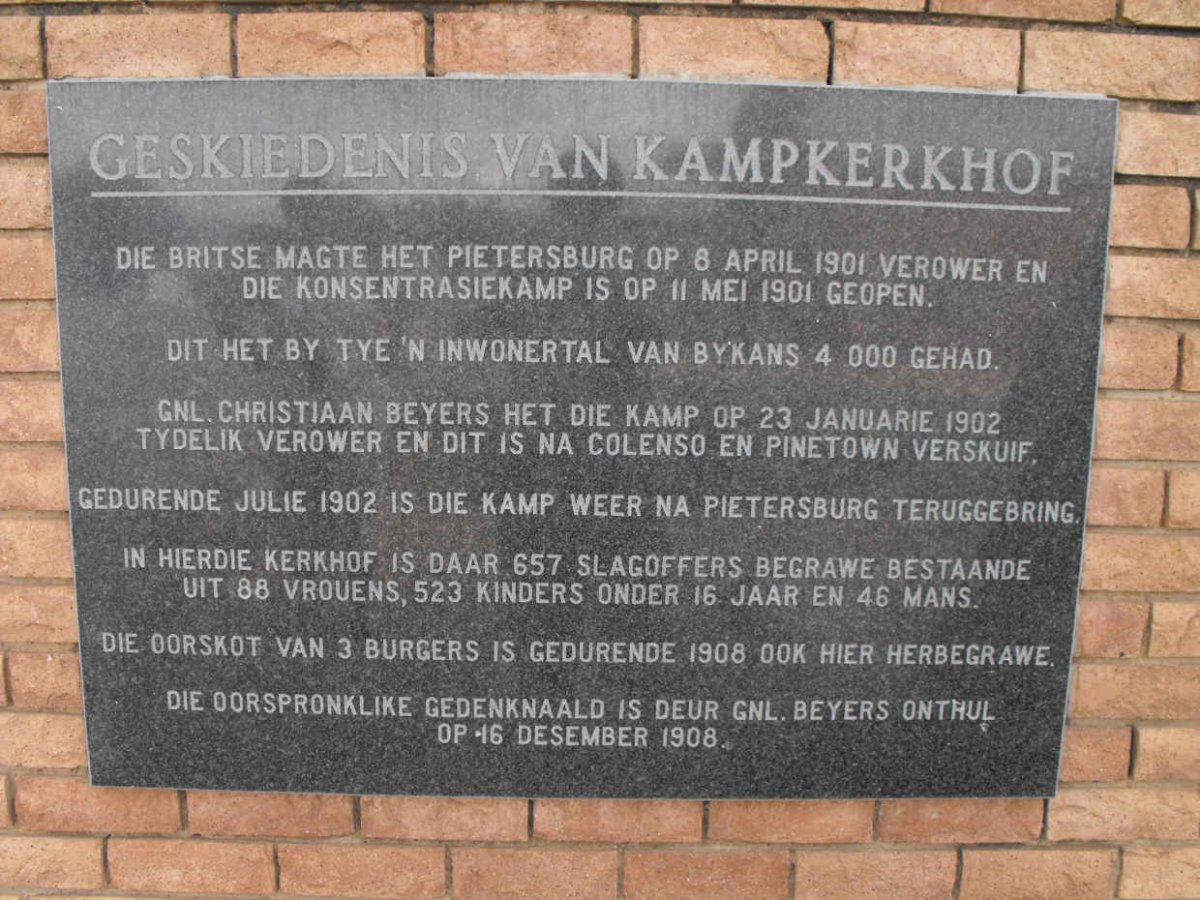 GESKIEDENIS VAN KAMPKERKHOF
DIE BRITSE MAGTE HET PIETERSBURG OP 8 APRIL 1901 VEROWER EN
DIE KONSENTRASIEKAMP IS OP 11 MEI 1901 GEOPEN.
DIT HET BY TYE 'N INWONERTAL VAN BYKANS 4 000 GEHAD.
GNL. CHRISTIAAN BEYERS HET DIE KAMP OP 23 JANUARIE 1902
TYDELIK VEROWER EN DIT IS NA COLENSO EN PINETOWN VERSKUIF.
GEDURENDE JULIE 1902 IS DIE KAMP WEER NA PIETERSBURG TERUGGEBRING.
IN HIERDIE KERKHOF IS DAAR 657 SLAGOFFERS BEGRAWE BESTAANDE
UIT 88 VROUENS, 523 KINDERS ONDER 16 JAAR EN 46 MANS.
DIE OORSKOT VAN 3 BURGERS IS GEDURENDE 1908 OOK HIER HERBEGRAWE.
DIE OORSPRONKLIKE GEDENKNAALD IS DEUR GNL. BEYERS ONTHUL
OP 16 DESEMBER 1908.